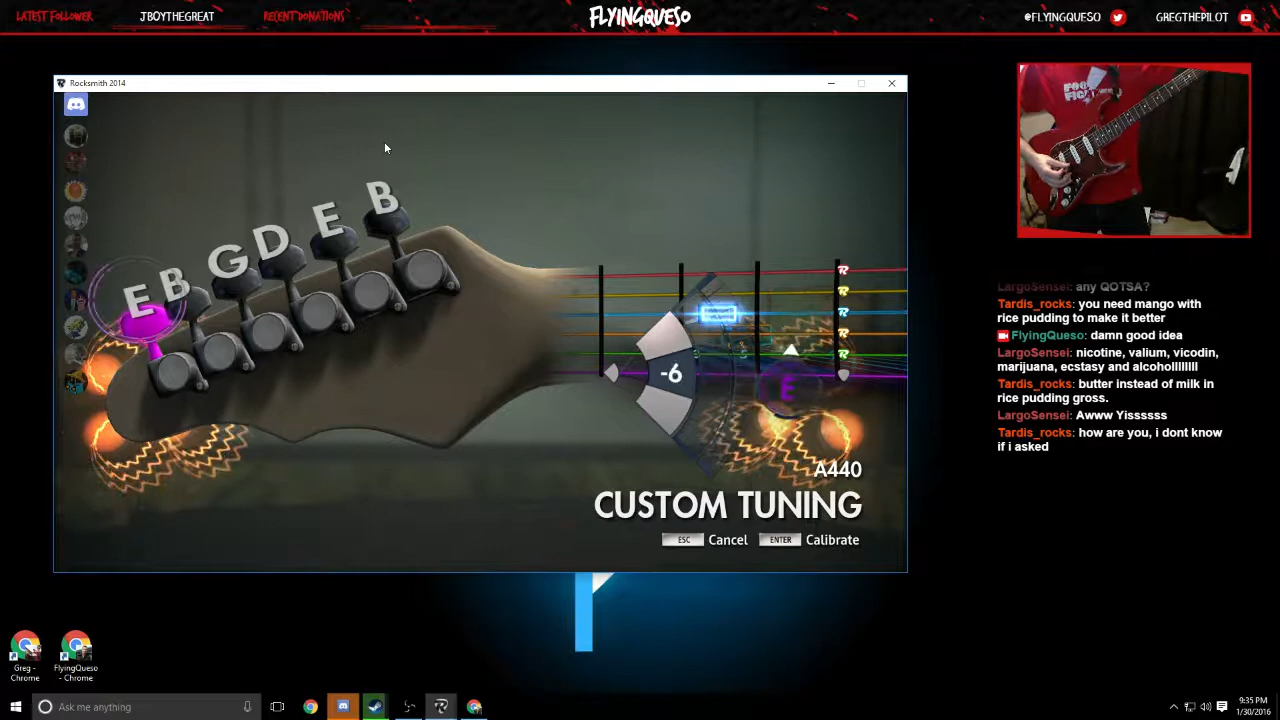 LATEST FOLLOWER
JBOYTHEGREAT
RECENT DONATIONS
FLYINGQUESO
@FLYINGQUESO
GREGTHEPILOT
Rocksmith 2014
E B G D E B
-6
E
A440
CUSTOM TUNING
ESC Cancel ENTER Calibrate
LargoSensei: any QOTSA?
Tardis_rocks: you need mango with
rice pudding to make it better
FlyingQueso: damn good idea
LargoSensei: nicotine, valium, vicodin,
marijuana, ecstasy and alcohollllllll
Tardis_rocks: butter instead of milk in
rice pudding gross.
LargoSensei: Awww Yissssss
Tardis_rocks: how are you, i dont know
if i asked
Greg -
Chrome
FlyingQueso
- Chrome
Ask me anything
9:35 PM
1/30/2016